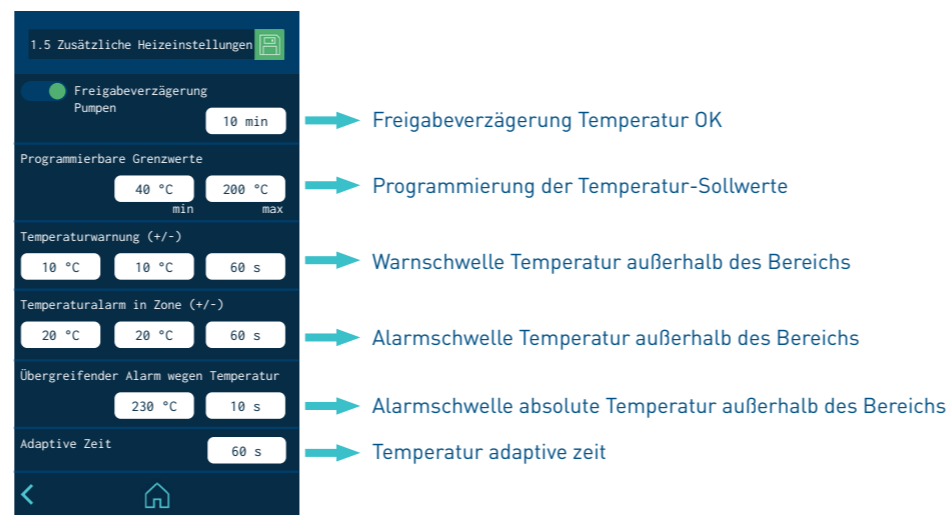 1.5 Zusätzliche Heizeinstellungen
Freigabeverzägerung
Pumpen
10 min
Freigabeverzägerung Temperatur OK
Programmierbare Grenzwerte
40 °C 200 °C
min max
Programmierung der Temperatur-Sollwerte
Temperaturwarnung (+/-)
10 °C 10 °C 60 s
Warnschwelle Temperatur außerhalb des Bereichs
Temperaturalarm in Zone (+/-)
20 °C 20 °C 60 s
Alarmschwelle Temperatur außerhalb des Bereichs
Übergreifender Alarm wegen Temperatur
230 °C 10 s
Alarmschwelle absolute Temperatur außerhalb des Bereichs
Adaptive Zeit
60 s
Temperatur adaptive zeit